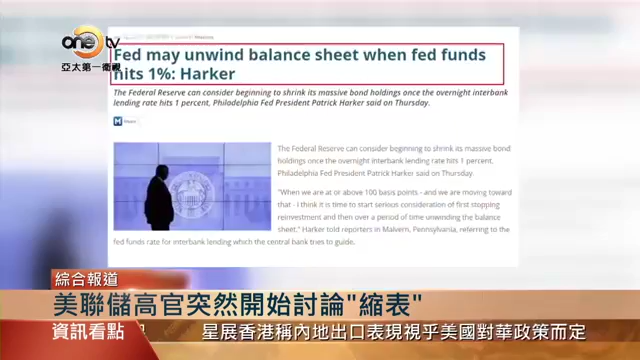 one tv
亞太第一衛視
Fed may unwind balance sheet when fed funds
hits 1%: Harker
The Federal Reserve can consider beginning to shrink its massive bond holdings once the overnight interbank
lending rate hits 1 percent, Philadelphia Fed President Patrick Harker said on Thursday.
The Federal Reserve can consider beginning to shrink its massive bond
holdings once the overnight interbank lending rate hits 1 percent,
Philadelphia Fed President Patrick Harker said on Thursday.
"When we are at or above 100 basis points - and we are moving toward
that - I think it is time to start serious consideration of first stopping
reinvestment and then over a period of time unwinding the balance
sheet," Harker told reporters in Malvern, Pennsylvania, referring to the
fed funds rate for interbank lending which the central bank tries to guide.
綜合報道
美聯儲高官突然開始討論"縮表"
資訊看點
星展香港稱內地出口表現視乎美國對華政策而定